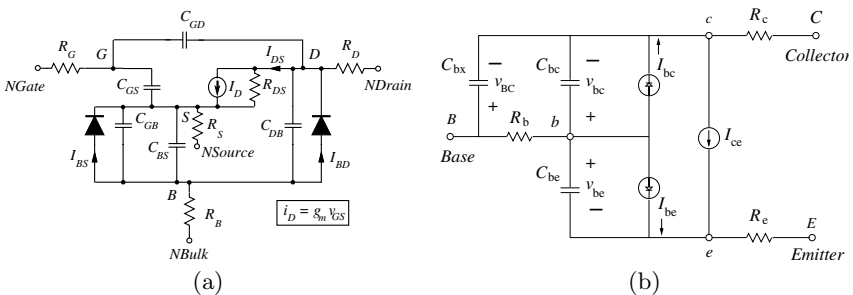 C_GD
R_G
G
I_DS
D
R_D
NGate
C_GS
I_D
R_DS
NDrain
C_GB
S
R_S
C_DB
C_BS
NSource
I_BS
I_BD
B
R_B
i_D = g_m v_GS
NBulk
(a)
c
R_c
C
C_bx
−
v_BC
+
C_bc
−
v_bc
+
I_bc
Collector
B
R_b
b
Base
I_ce
C_be
+
v_be
−
I_be
R_e
E
e
Emitter
(b)